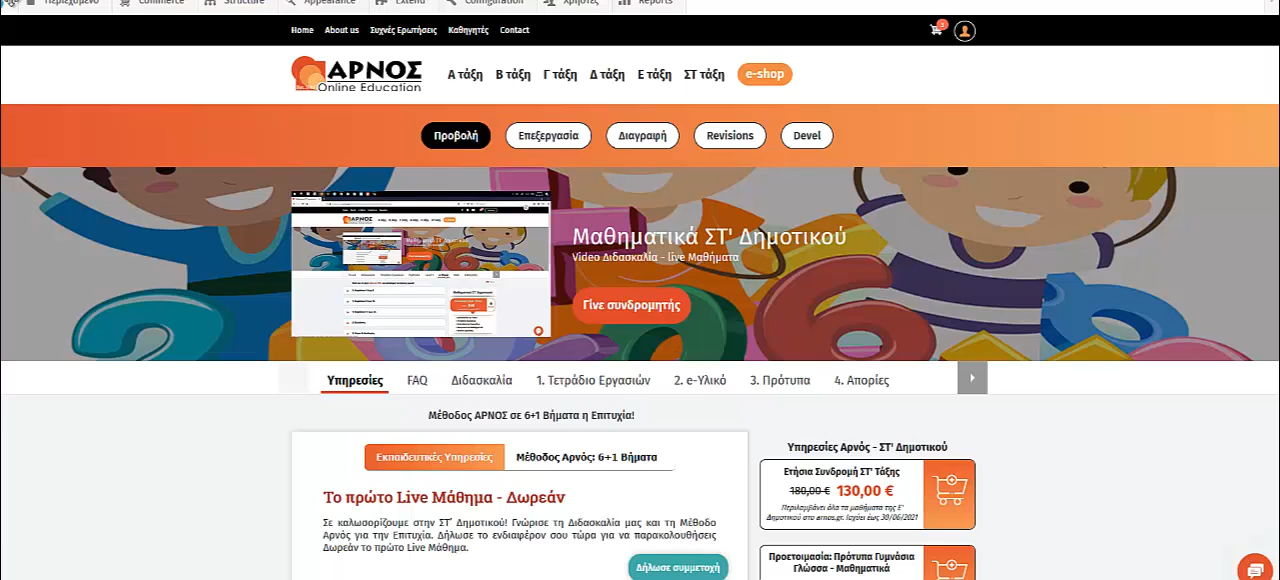 Περιεχόμενο Commerce Structure Appearance Extend Configuration Χρήστες Reports
Home About us Συχνές Ερωτήσεις Καθηγητές Contact
ΑΡΝΟΣ
Online Education
Α τάξη Β τάξη Γ τάξη Δ τάξη Ε τάξη ΣΤ τάξη e-shop
Προβολή Επεξεργασία Διαγραφή Revisions Devel
Μαθηματικά ΣΤ' Δημοτικού
Video Διδασκαλία - live Μαθήματα
Γίνε συνδρομητής
Υπηρεσίες FAQ Διδασκαλία 1. Τετράδιο Εργασιών 2. e-Υλικό 3. Πρότυπα 4. Απορίες
Μέθοδος ΑΡΝΟΣ σε 6+1 Βήματα η Επιτυχία!
Εκπαιδευτικές Υπηρεσίες Μέθοδος Αρνός: 6+1 Βήματα
Το πρώτο Live Μάθημα - Δωρεάν
Σε καλωσορίζουμε στην ΣΤ' Δημοτικού! Γνώρισε τη Διδασκαλία μας και τη Μέθοδο
Αρνός για την Επιτυχία. Δήλωσε το ενδιαφέρον σου τώρα για να παρακολουθήσεις
Δωρεάν το πρώτο Live Μάθημα.
Δήλωσε συμμετοχή
Υπηρεσίες Αρνός - ΣΤ' Δημοτικού
Ετήσια Συνδρομή ΣΤ' Τάξης
180,00 € 130,00 €
Περιλαμβάνει όλα τα μαθήματα της Ε'
Δημοτικού στο arnos.gr. Ισχύει έως 30/06/2021
Προετοιμασία: Πρότυπα Γυμνάσια
Γλώσσα - Μαθηματικά